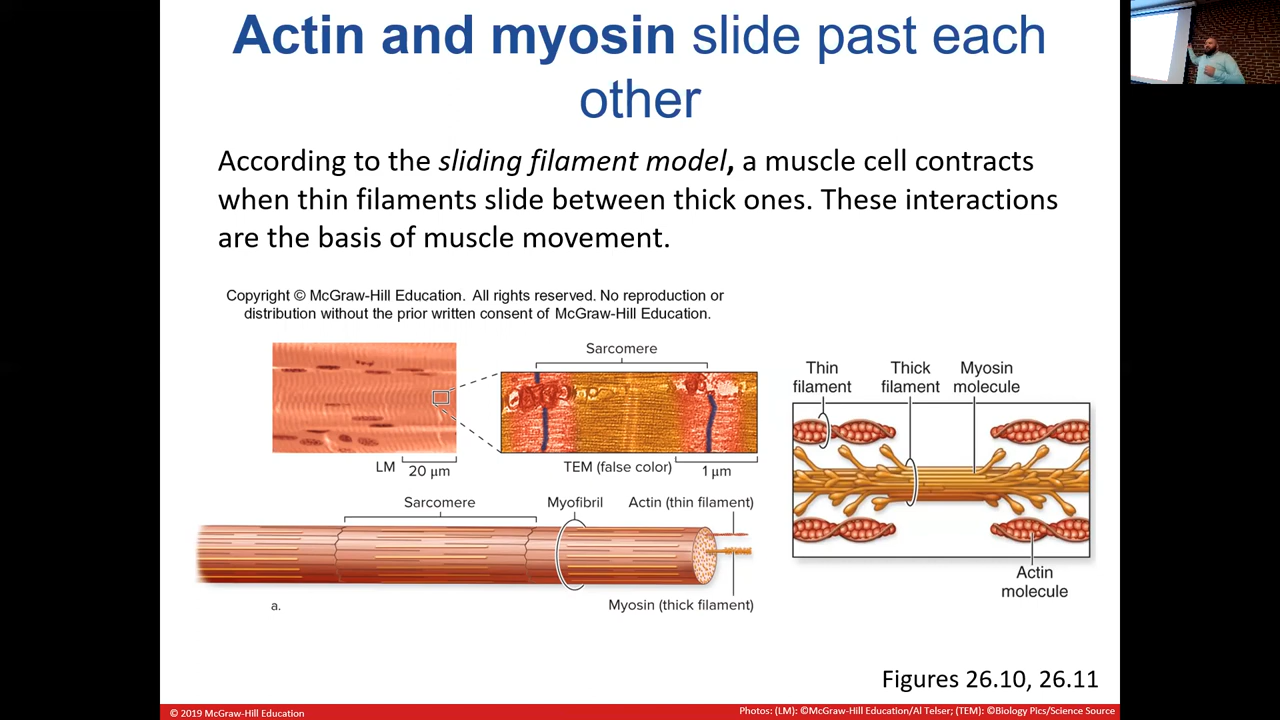 Actin and myosin slide past each
other
According to the sliding filament model, a muscle cell contracts
when thin filaments slide between thick ones. These interactions
are the basis of muscle movement.
Copyright © McGraw-Hill Education. All rights reserved. No reproduction or
distribution without the prior written consent of McGraw-Hill Education.
Sarcomere
LM
20 µm
TEM (false color)
1 µm
Sarcomere
Myofibril
Actin (thin filament)
a.
Myosin (thick filament)
Thin
filament
Thick
filament
Myosin
molecule
Actin
molecule
Figures 26.10, 26.11
© 2019 McGraw-Hill Education
Photos: (LM): ©McGraw-Hill Education/Al Telser; (TEM): ©Biology Pics/Science Source